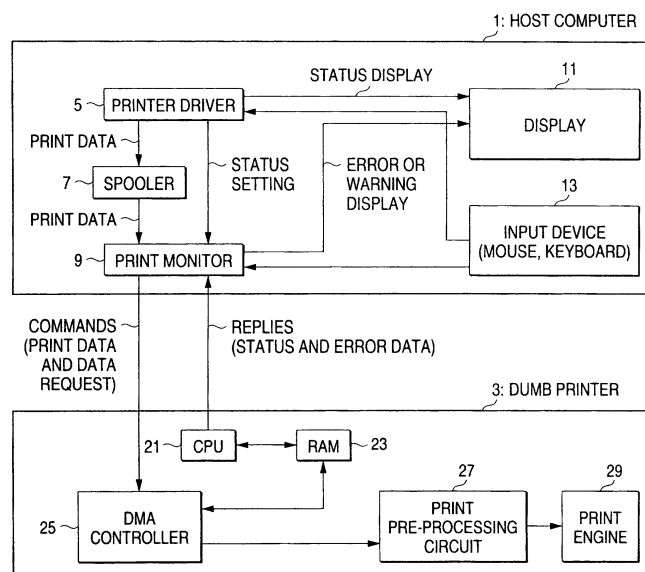 1: HOST COMPUTER
STATUS DISPLAY
11
5
PRINTER DRIVER
DISPLAY
PRINT DATA
7
SPOOLER
STATUS
SETTING
ERROR OR
WARNING
DISPLAY
13
PRINT DATA
INPUT DEVICE
(MOUSE, KEYBOARD)
9
PRINT MONITOR
COMMANDS
(PRINT DATA
AND DATA
REQUEST)
REPLIES
(STATUS AND ERROR DATA)
3: DUMB PRINTER
21
CPU
RAM
23
27
29
25
DMA
CONTROLLER
PRINT
PRE-PROCESSING
CIRCUIT
PRINT
ENGINE